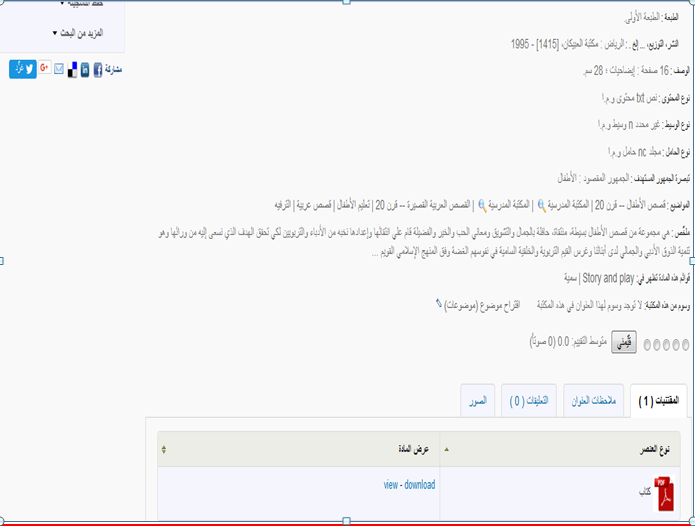 حفظ التسجيلة
المزيد من البحث
مشاركة
غرِّد
الطبعة : الطبعة الأولى.
النشر، التوزيع، ... إلخ. : الرياض : مكتبة العبيكان، [1415] - 1995
الوصف : 16 صفحة : إيضاحيات ؛ 28 سم.
نوع المحتوى : نص txt محتوى و.م.ا
نوع الوسيط : غير محدد n وسيط و.م.ا
نوع الحامل : مجلد nc حامل و.م.ا
تبصرة الجمهور المستهدف : الجمهور المقصود : الأطفال
المواضيع : قصص الأطفال -- قرن 20 | المكتبة المدرسية | المكتبة المدرسية | القصص العربية القصيرة -- قرن 20 | تعليم الأطفال | قصص عربية | الترفيه
ملخّص : هي مجموعة من قصص الأطفال بسيطة، منتقاة، حافلة بالجمال والتشويق ومعاني الحب والخير والفضيلة قام على انتقائها وإعدادها نخبه من الأدباء والتربويين لكي تحقق الهدف الذي نسعى إليه من ورائها وهو
تنمية الذوق الأدبي والجمالي لدى أبنائنا وغرس القيم التربوية والخلقية السامية في نفوسهم الغضة وفق المنهج الإسلامي القويم ...
قوائم هذه المادة تظهر في: Story and play | سمية
وسوم من هذه المكتبة: لا توجد وسوم لهذا العنوان في هذه المكتبة اقتراح موضوع (موضوعات)
قيّمني متوسط التقييم: 0.0 (0 صوتاً)
المقتنيات ( 1 ) ملاحظات العنوان التعليقات ( 0 ) الصور
نوع العنصر عرض المادة
PDF كتاب view - download